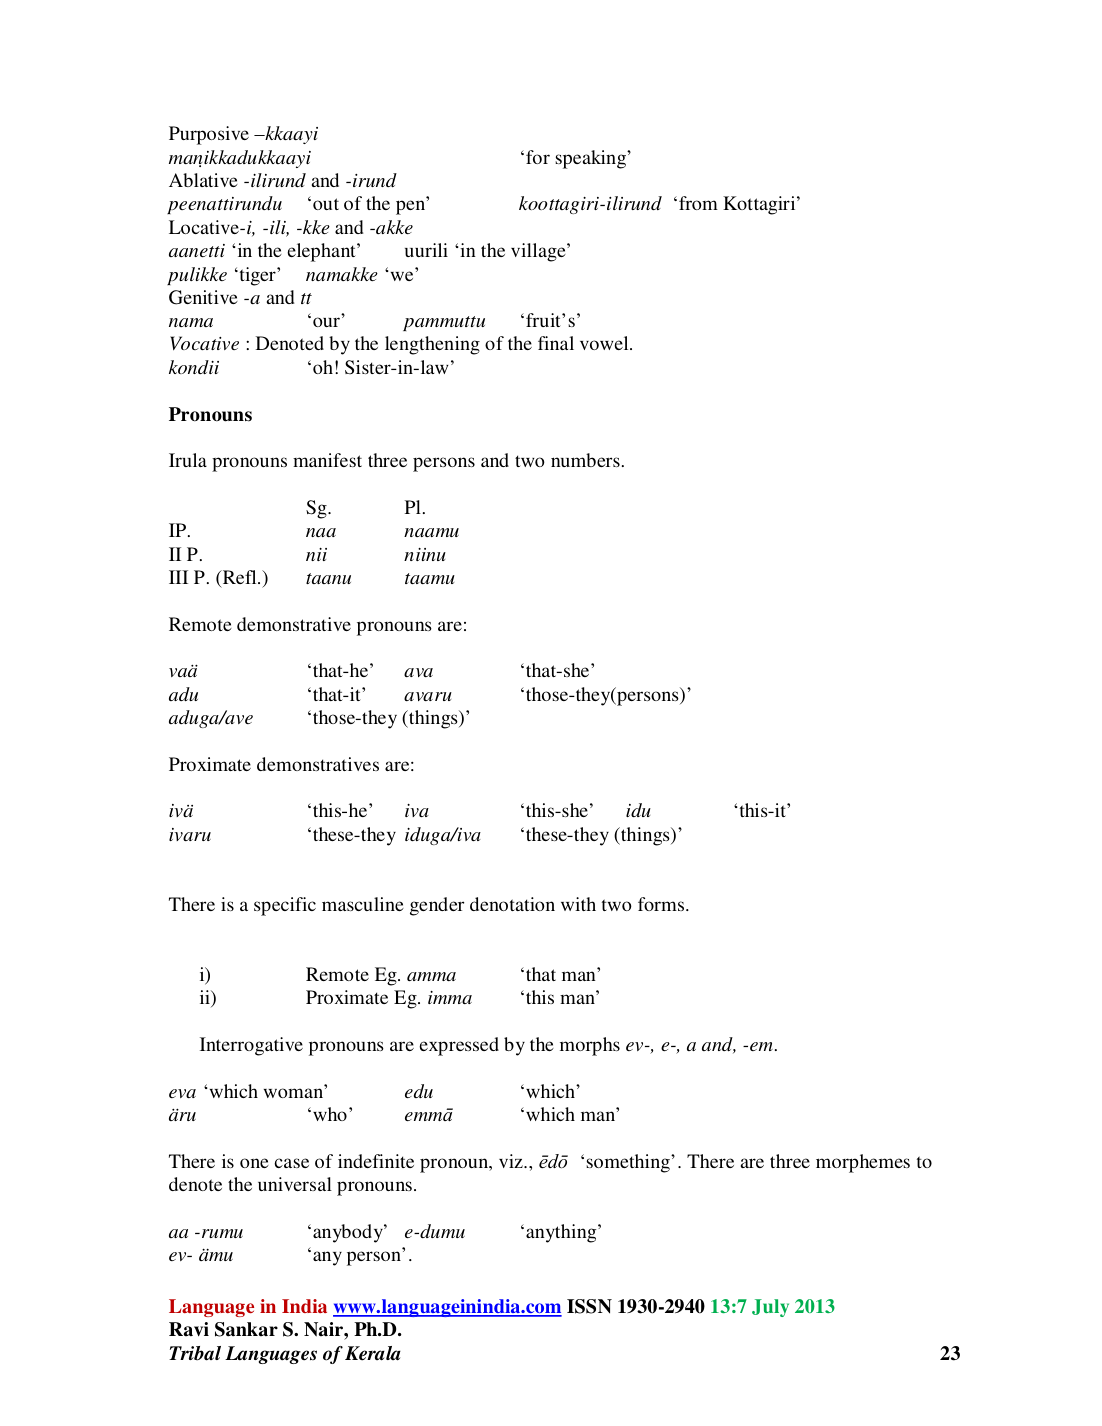 Purposive –kkaayi
maṇikkadukkaayi ‘for speaking’
Ablative -ilirund and -irund
peenattirundu ‘out of the pen’ koottagiri-ilirund ‘from Kottagiri’
Locative-i, -ili, -kke and -akke
aanetti ‘in the elephant’ uurili ‘in the village’
pulikke ‘tiger’ namakke ‘we’
Genitive -a and tt
nama ‘our’ pammuttu ‘fruit’s’
Vocative : Denoted by the lengthening of the final vowel.
kondii ‘oh! Sister-in-law’
Pronouns
Irula pronouns manifest three persons and two numbers.
Sg. Pl.
IP. naa naamu
II P. nii niinu
III P. (Refl.) taanu taamu
Remote demonstrative pronouns are:
vaä ‘that-he’ ava ‘that-she’
adu ‘that-it’ avaru ‘those-they(persons)’
aduga/ave ‘those-they (things)’
Proximate demonstratives are:
ivä ‘this-he’ iva ‘this-she’ idu ‘this-it’
ivaru ‘these-they iduga/iva ‘these-they (things)’
There is a specific masculine gender denotation with two forms.
i) Remote Eg. amma ‘that man’
ii) Proximate Eg. imma ‘this man’
Interrogative pronouns are expressed by the morphs ev-, e-, a and, -em.
eva ‘which woman’ edu ‘which’
äru ‘who’ emmā ‘which man’
There is one case of indefinite pronoun, viz., ēdō ‘something’. There are three morphemes to
denote the universal pronouns.
aa -rumu ‘anybody’ e-dumu ‘anything’
ev- ämu ‘any person’.
Language in India www.languageinindia.com ISSN 1930-2940 13:7 July 2013
Ravi Sankar S. Nair, Ph.D.
Tribal Languages of Kerala 23